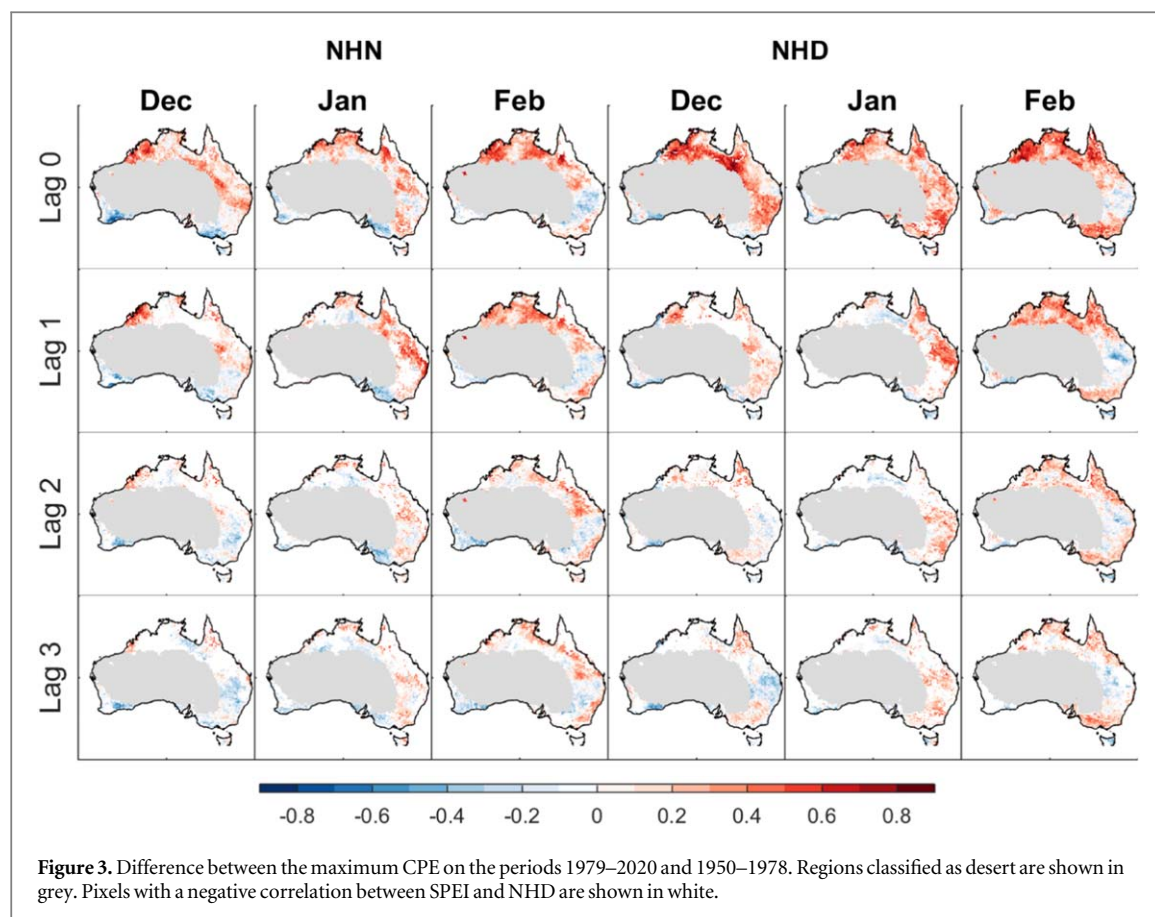 NHN NHD
Dec Jan Feb Dec Jan Feb
Lag 0
Lag 1
Lag 2
Lag 3
-0.8 -0.6 -0.4 -0.2 0 0.2 0.4 0.6 0.8
Figure 3. Difference between the maximum CPE on the periods 1979–2020 and 1950–1978. Regions classified as desert are shown in
grey. Pixels with a negative correlation between SPEI and NHD are shown in white.